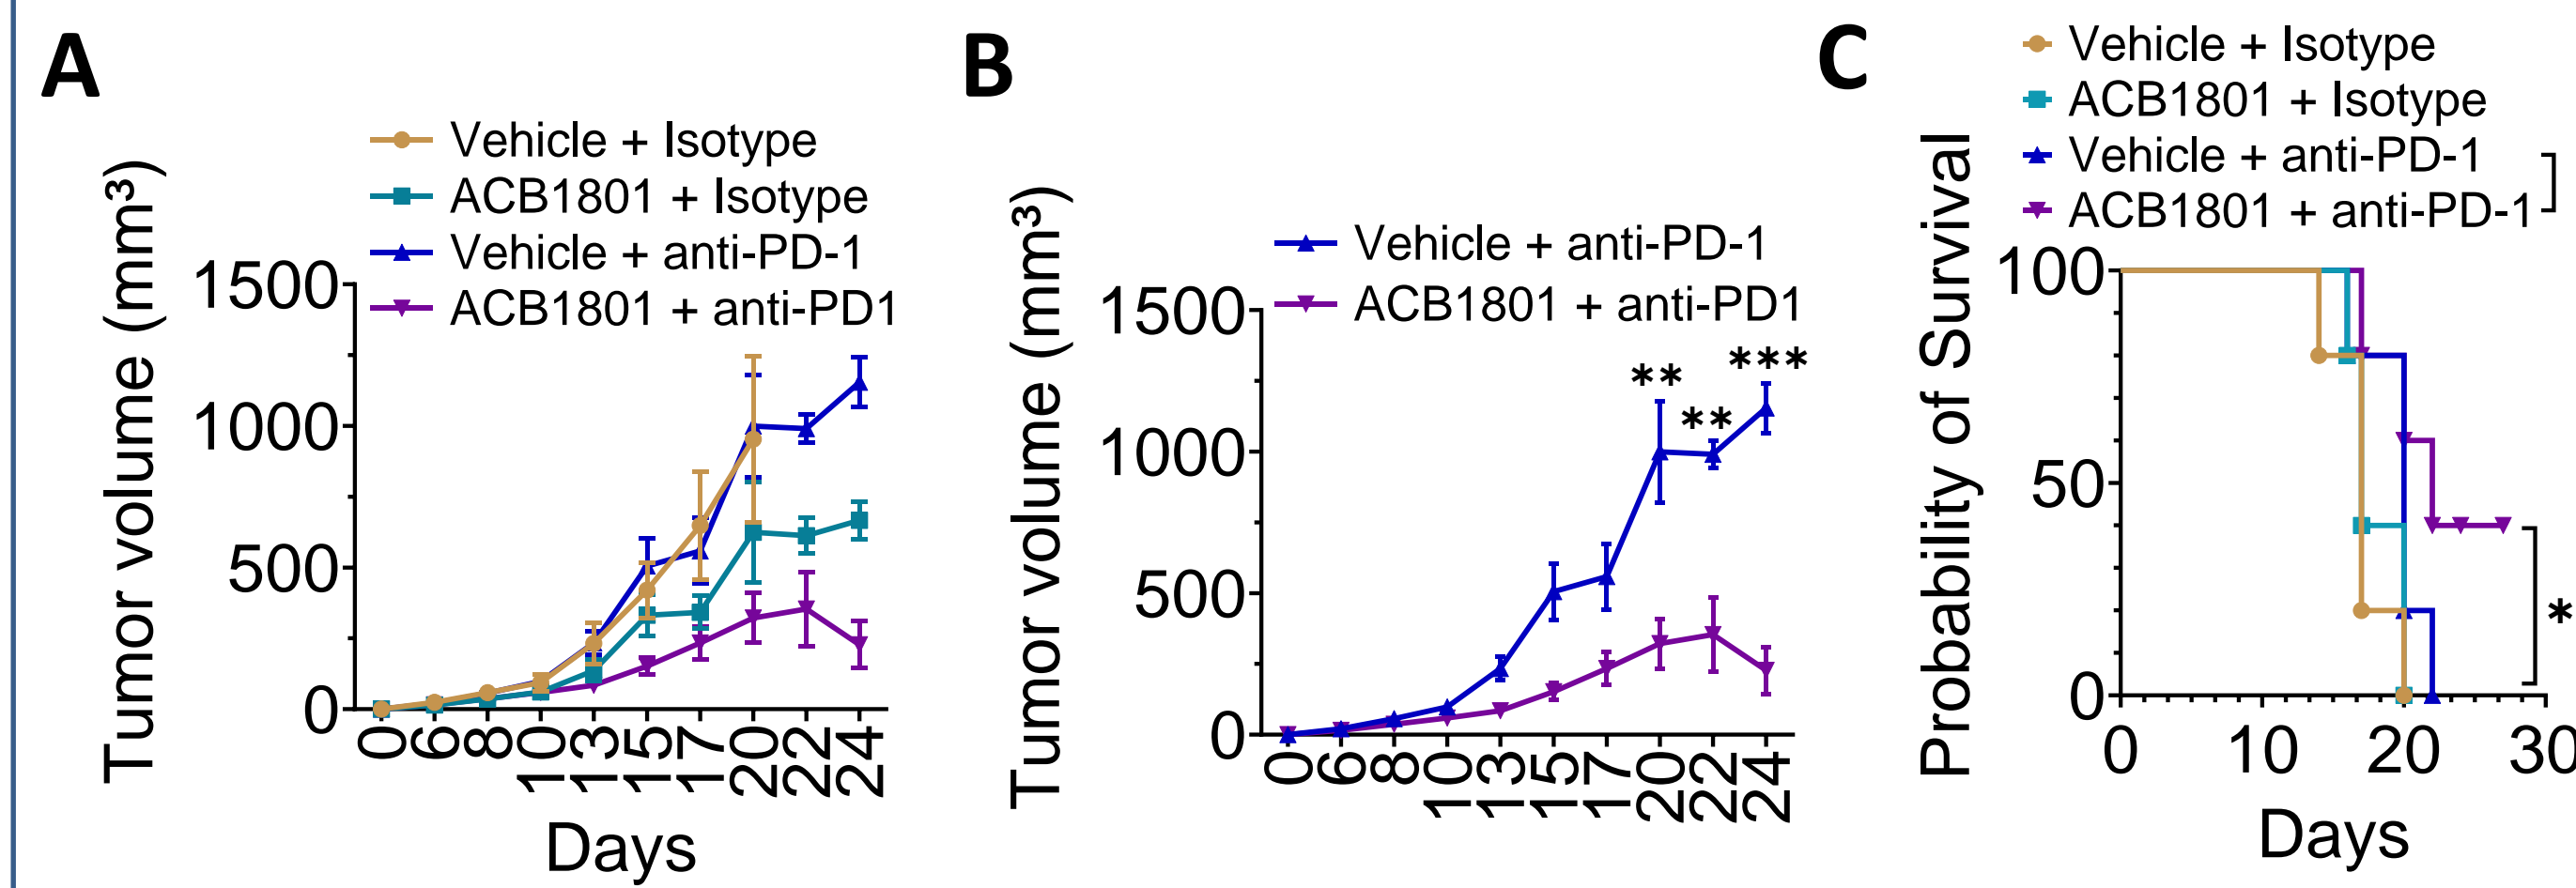 A
Vehicle + Isotype
ACB1801 + Isotype
Vehicle + anti-PD-1
ACB1801 + anti-PD1
Tumor volume (mm³)
1500
1000
500
0
0 6 8 10 13 15 17 20 22 24
Days
B
Vehicle + anti-PD-1
ACB1801 + anti-PD1
Tumor volume (mm³)
1500
1000
500
0
** ** ***
0 6 8 10 13 15 17 20 22 24
Days
C
Vehicle + Isotype
ACB1801 + Isotype
Vehicle + anti-PD-1
ACB1801 + anti-PD-1
Probability of Survival
100
50
0
*
0 10 20 30
Days